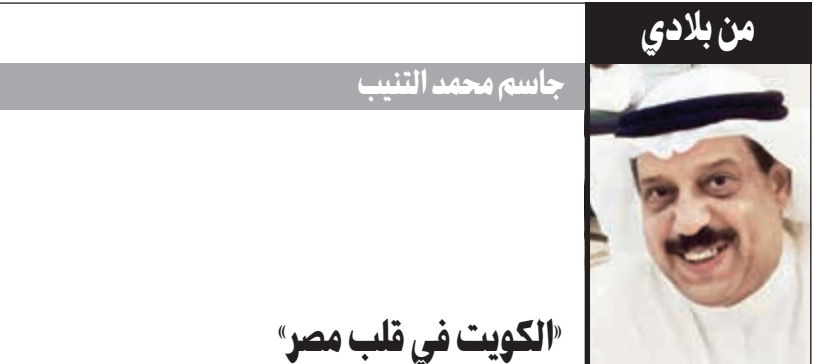 من بلادي
جاسم محمد التنيب
«الكويت في قلب مصر»